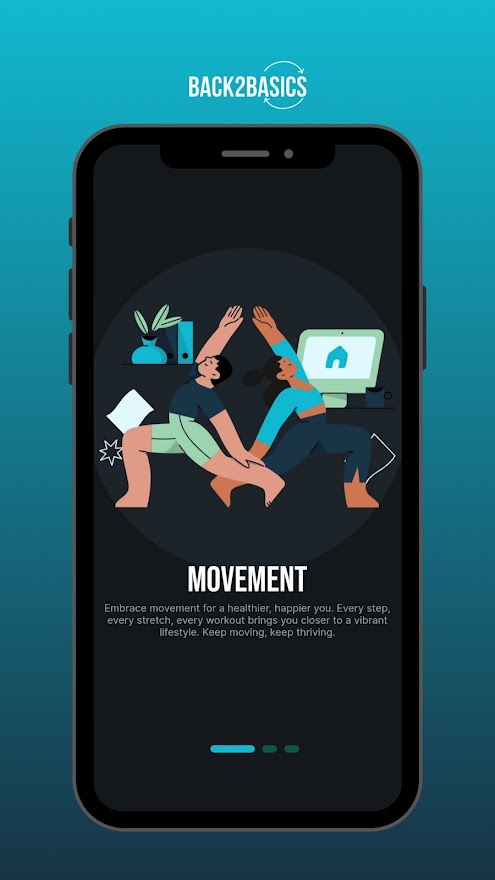 BACK2BASICS
MOVEMENT
Embrace movement for a healthier, happier you. Every step,
every stretch, every workout brings you closer to a vibrant
lifestyle. Keep moving, keep thriving.